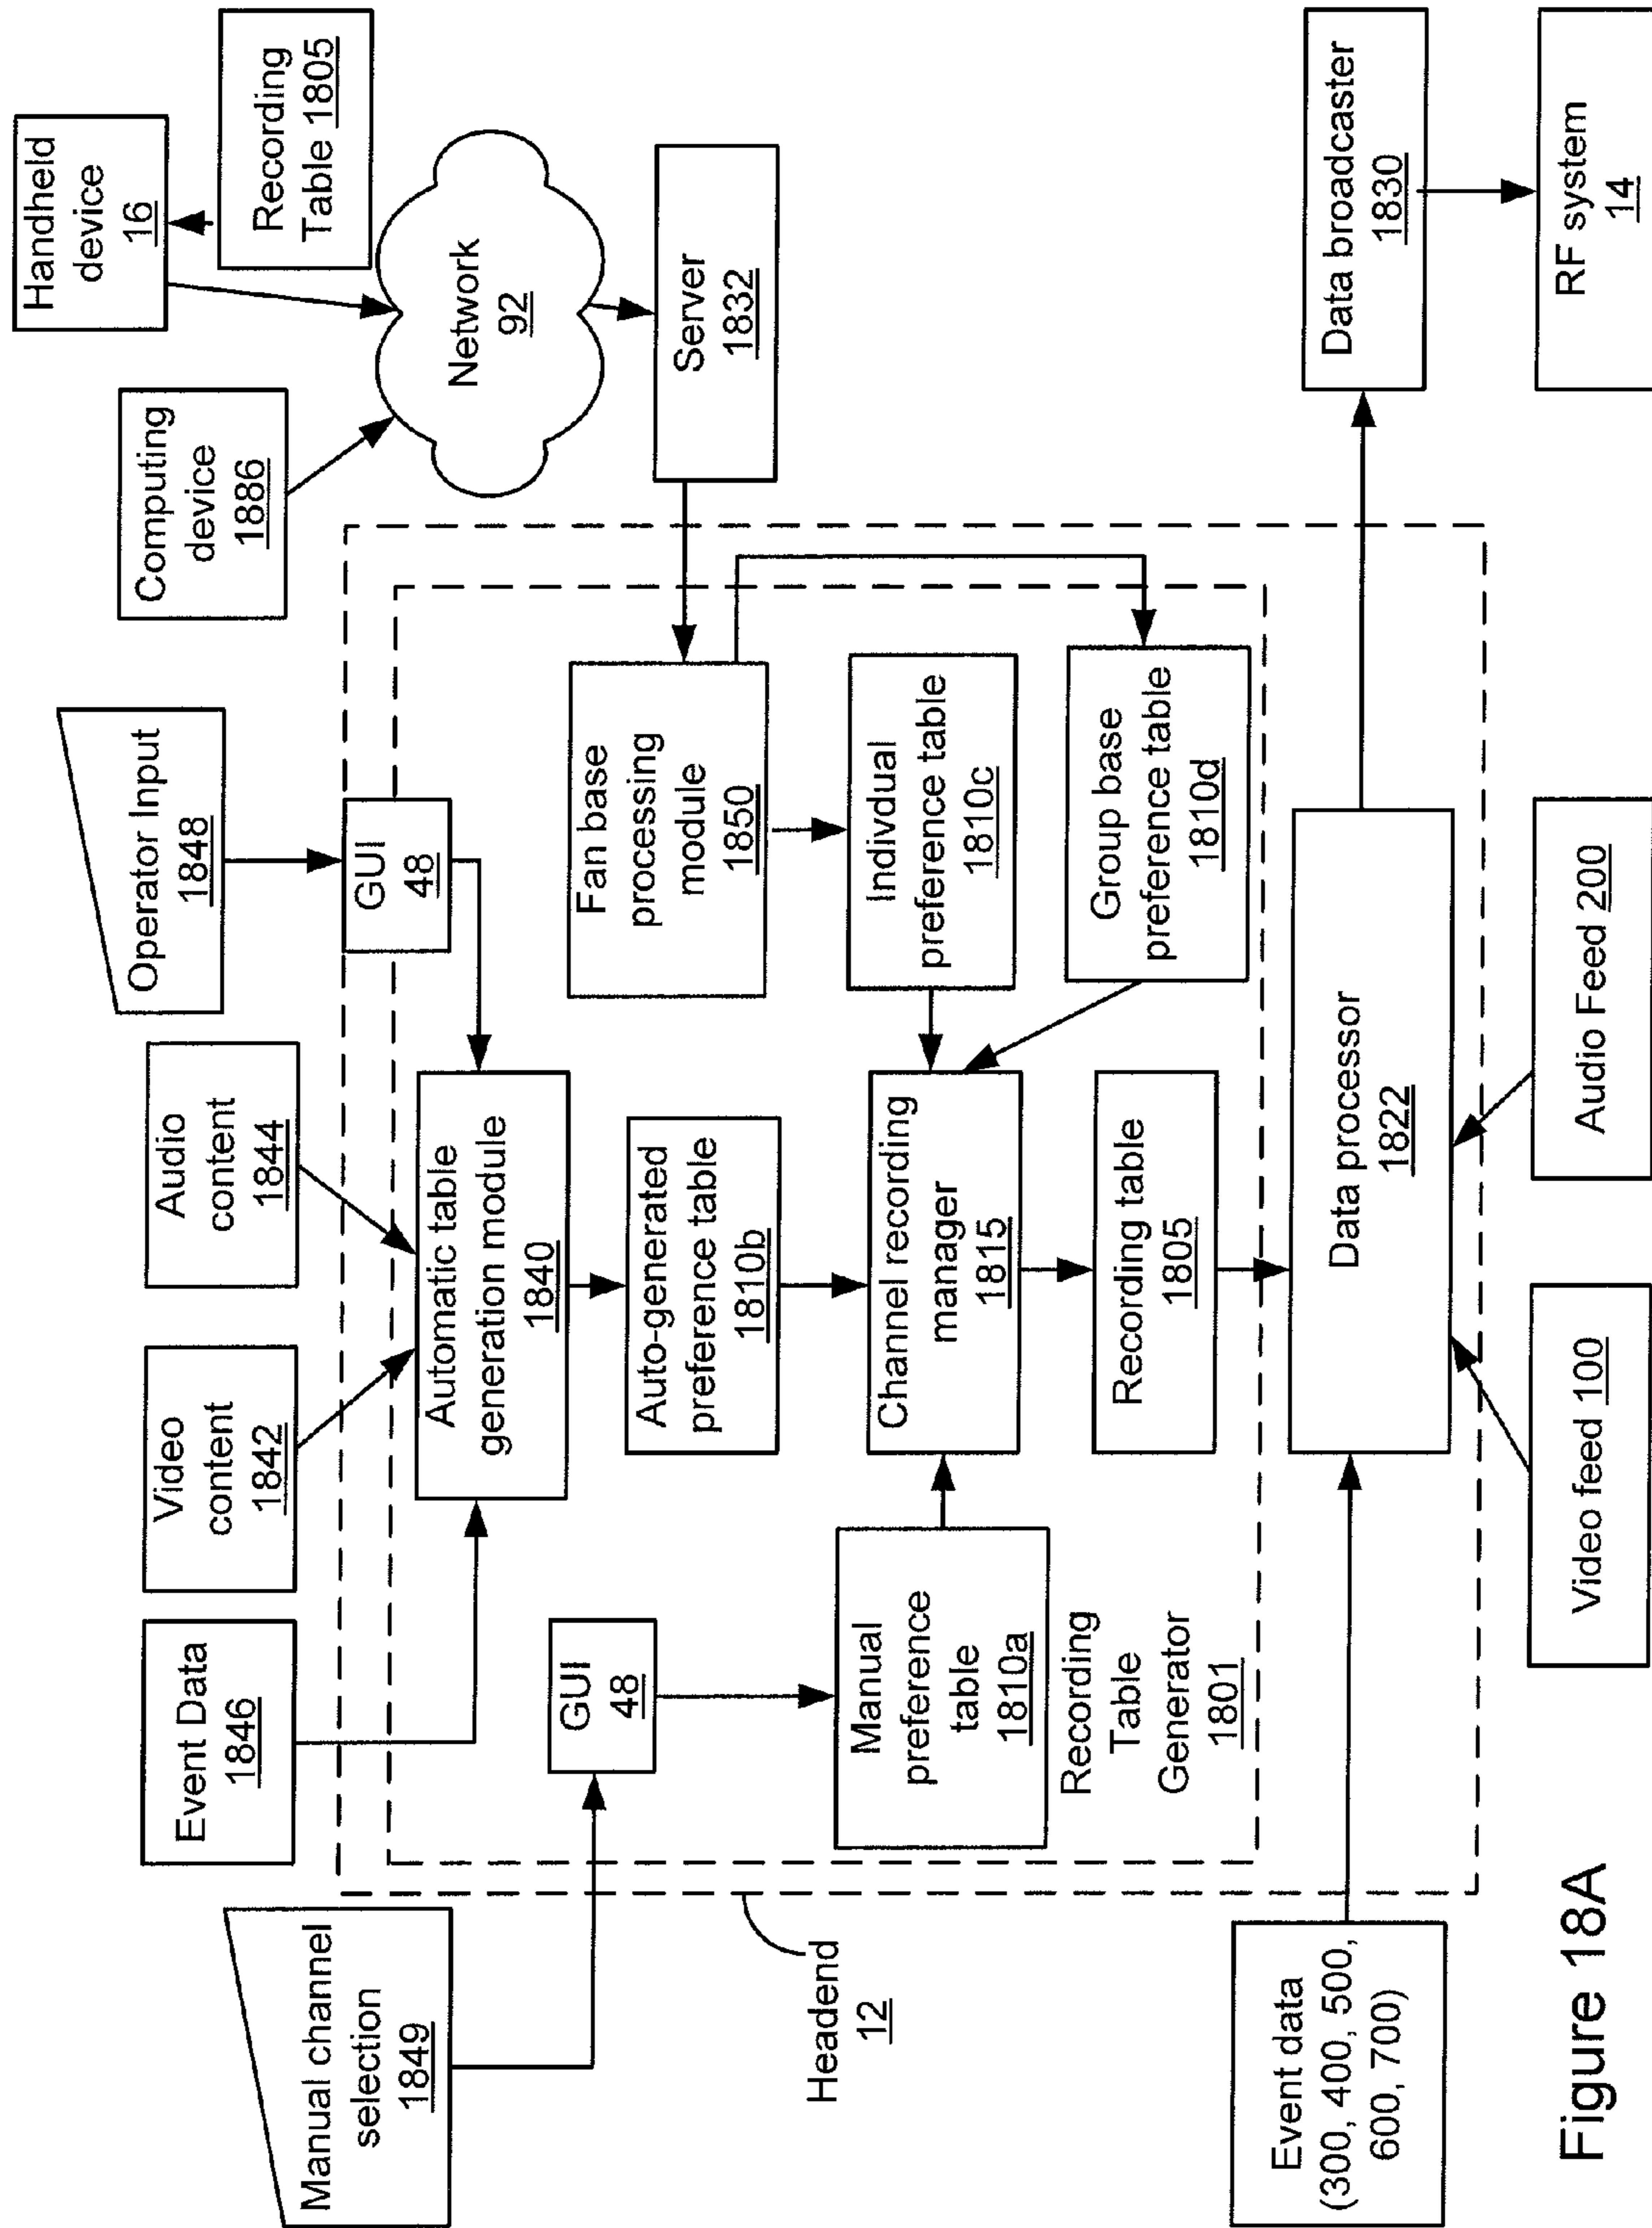 Manual channel
selection
1849
Event Data
1846
Video
content
1842
Audio
content
1844
Operator Input
1848
Computing
device
1886
Handheld
device
16
Recording
Table 1805
Network
92
Server
1832
GUI
48
GUI
48
Automatic table
generation module
1840
Fan base
processing
module
1850
Auto-generated
preference table
1810b
Indivdual
preference table
1810c
Manual
preference
table
1810a
Channel recording
manager
1815
Group base
preference table
1810d
Recording
Table
Generator
1801
Recording table
1805
Headend
12
Event data
(300, 400, 500,
600, 700)
Data processor
1822
Data broadcaster
1830
Video feed 100
Audio Feed 200
RF system
14
Figure 18A